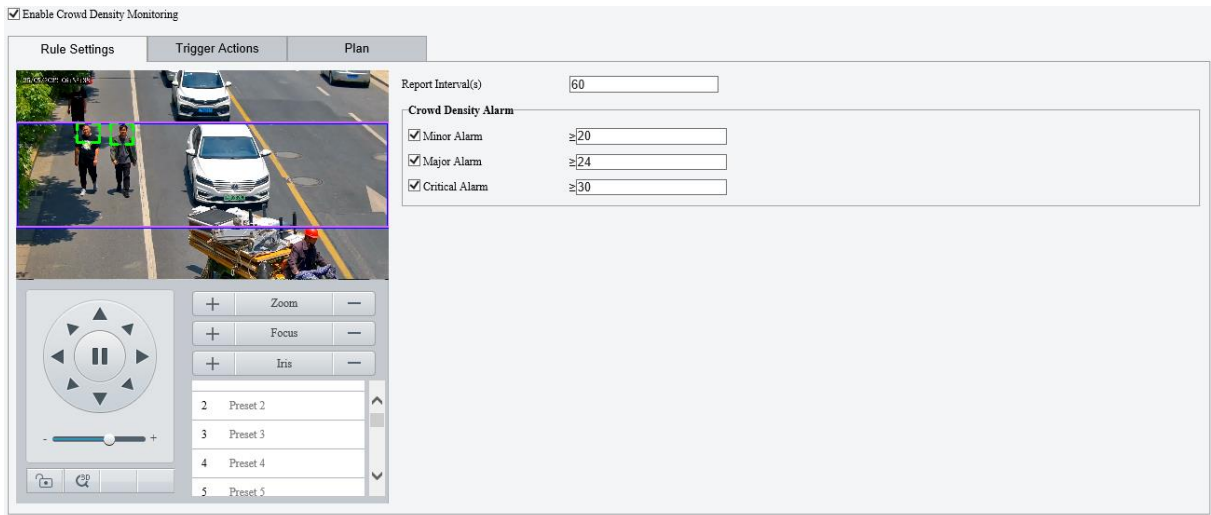 Enable Crowd Density Monitoring
Rule Settings Trigger Actions Plan
Report Interval(s) 60
Crowd Density Alarm
Minor Alarm ≥20
Major Alarm ≥24
Critical Alarm ≥30
+ Zoom −
+ Focus −
+ Iris −
2 Preset 2
3 Preset 3
4 Preset 4
5 Preset 5
- +
3D